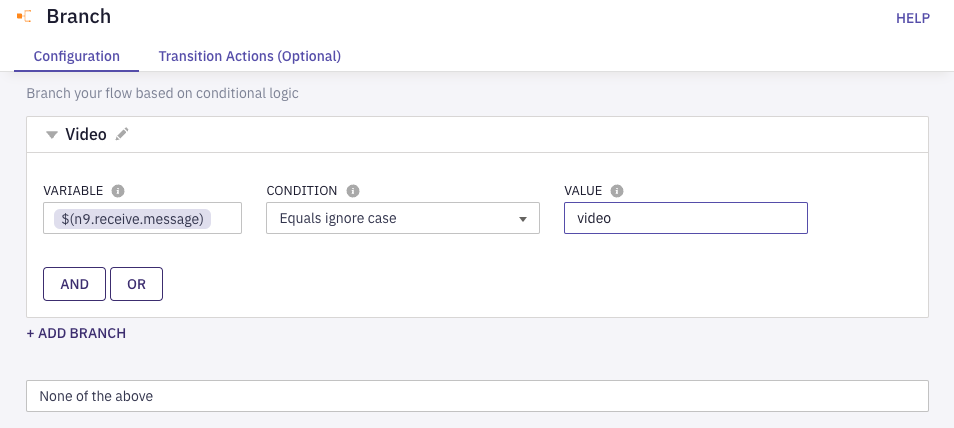 Branch
HELP
Configuration
Transition Actions (Optional)
Branch your flow based on conditional logic
Video
VARIABLE
CONDITION
VALUE
$(n9.receive.message)
Equals ignore case
video
AND
OR
+ ADD BRANCH
None of the above